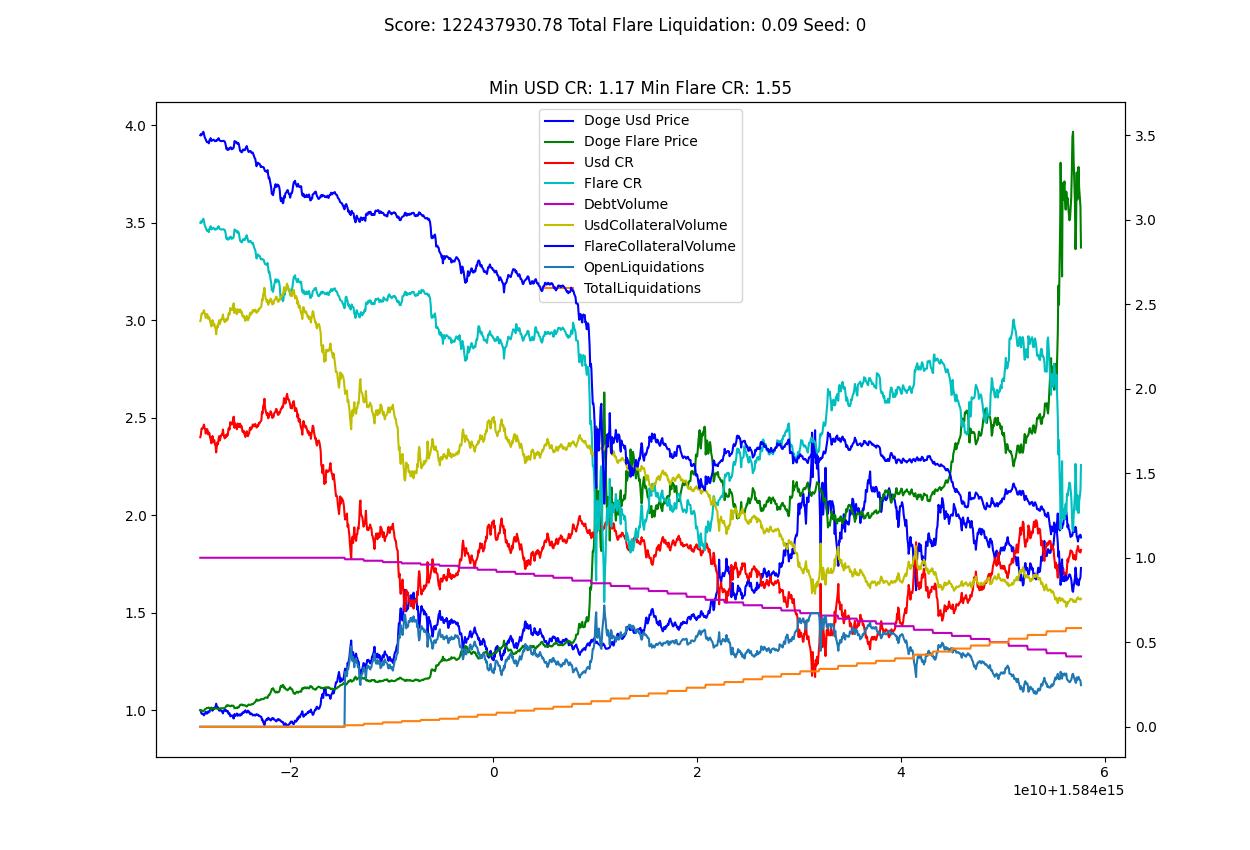 Score: 122437930.78 Total Flare Liquidation: 0.09 Seed: 0
Min USD CR: 1.17 Min Flare CR: 1.55
Doge Usd Price
Doge Flare Price
Usd CR
Flare CR
DebtVolume
UsdCollateralVolume
FlareCollateralVolume
OpenLiquidations
TotalLiquidations
4.0
3.5
3.0
2.5
2.0
1.5
1.0
3.5
3.0
2.5
2.0
1.5
1.0
0.5
0.0
−2 0 2 4 6
1e10+1.584e15